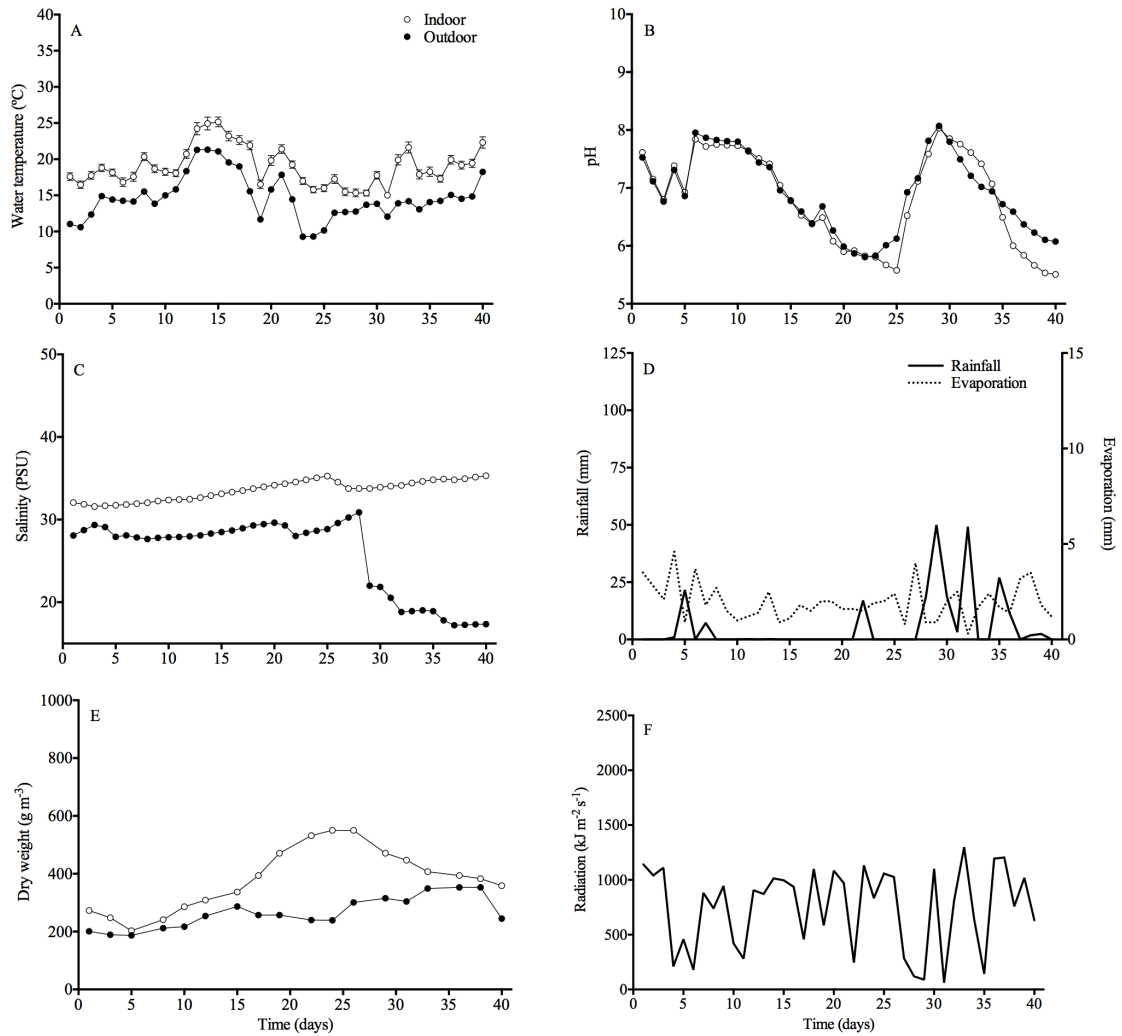 A
Indoor
Outdoor
40
35
30
25
20
15
10
5
0
Water temperature (ºC)
0 5 10 15 20 25 30 35 40
B
10
9
8
7
6
5
pH
0 5 10 15 20 25 30 35 40
C
50
40
30
20
Salinity (PSU)
0 5 10 15 20 25 30 35 40
D
Rainfall
Evaporation
125
100
75
50
25
0
Rainfall (mm)
15
10
5
0
Evaporation (mm)
0 5 10 15 20 25 30 35 40
E
1000
800
600
400
200
0
Dry weight (g m-3)
0 5 10 15 20 25 30 35 40
Time (days)
F
2500
2000
1500
1000
500
0
Radiation (kJ m-2 s-1)
0 5 10 15 20 25 30 35 40
Time (days)